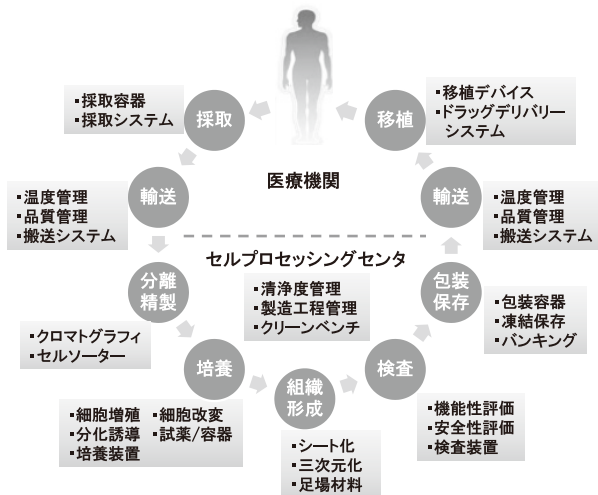 ・採取容器
・採取システム
採取
移植
・移植デバイス
・ドラッグデリバリー
システム
医療機関
・温度管理
・品質管理
・搬送システム
輸送
輸送
・温度管理
・品質管理
・搬送システム
セルプロセッシングセンタ
分離
精製
・清浄度管理
・製造工程管理
・クリーンベンチ
包装
保存
・包装容器
・凍結保存
・バンキング
・クロマトグラフィ
・セルソーター
培養
検査
・細胞増殖 ・細胞改変
・分化誘導 ・試薬/容器
・培養装置
組織
形成
・機能性評価
・安全性評価
・検査装置
・シート化
・三次元化
・足場材料